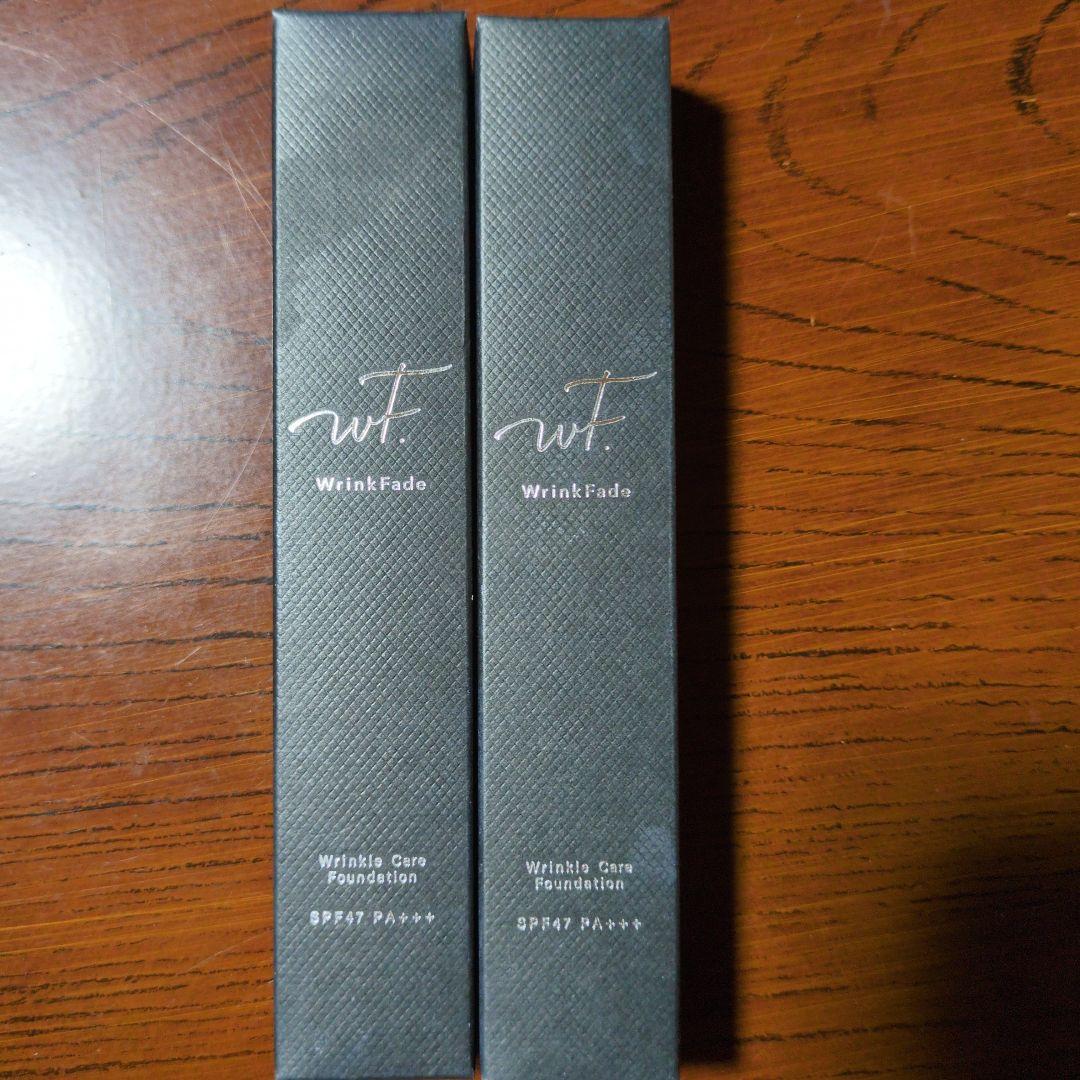 WF.
WrinkFade
Wrinkle Care
Foundation
SPF47 PA+++
WF.
WrinkFade
Wrinkle Care
Foundation
SPF47 PA+++